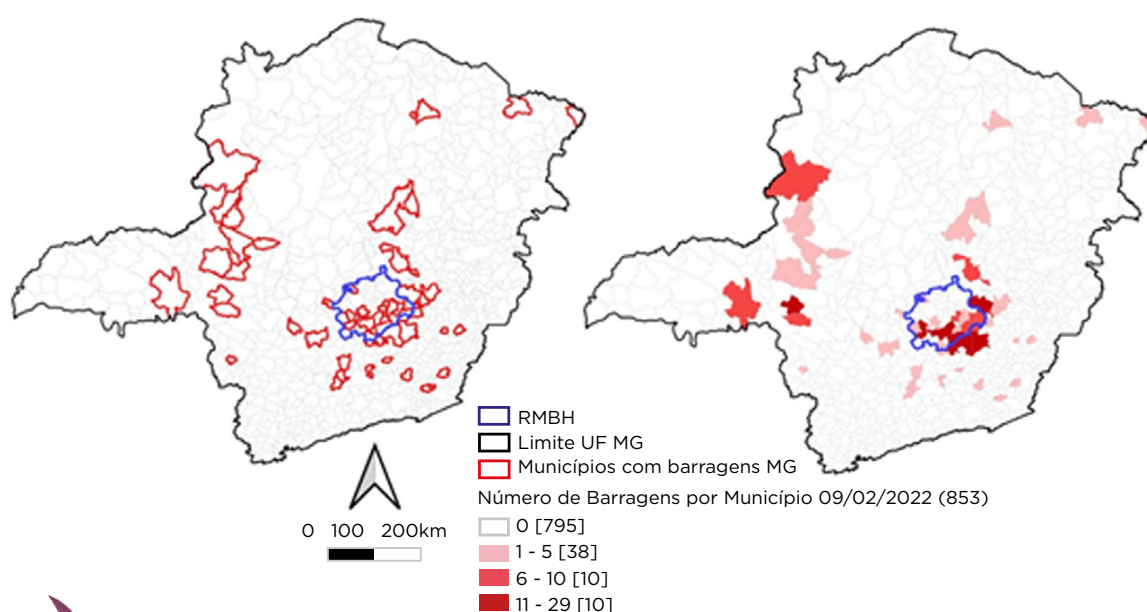 RMBH
Limite UF MG
Municípios com barragens MG
Número de Barragens por Município 09/02/2022 (853)
0 100 200km
0 [795]
1 - 5 [38]
6 - 10 [10]
11 - 29 [10]